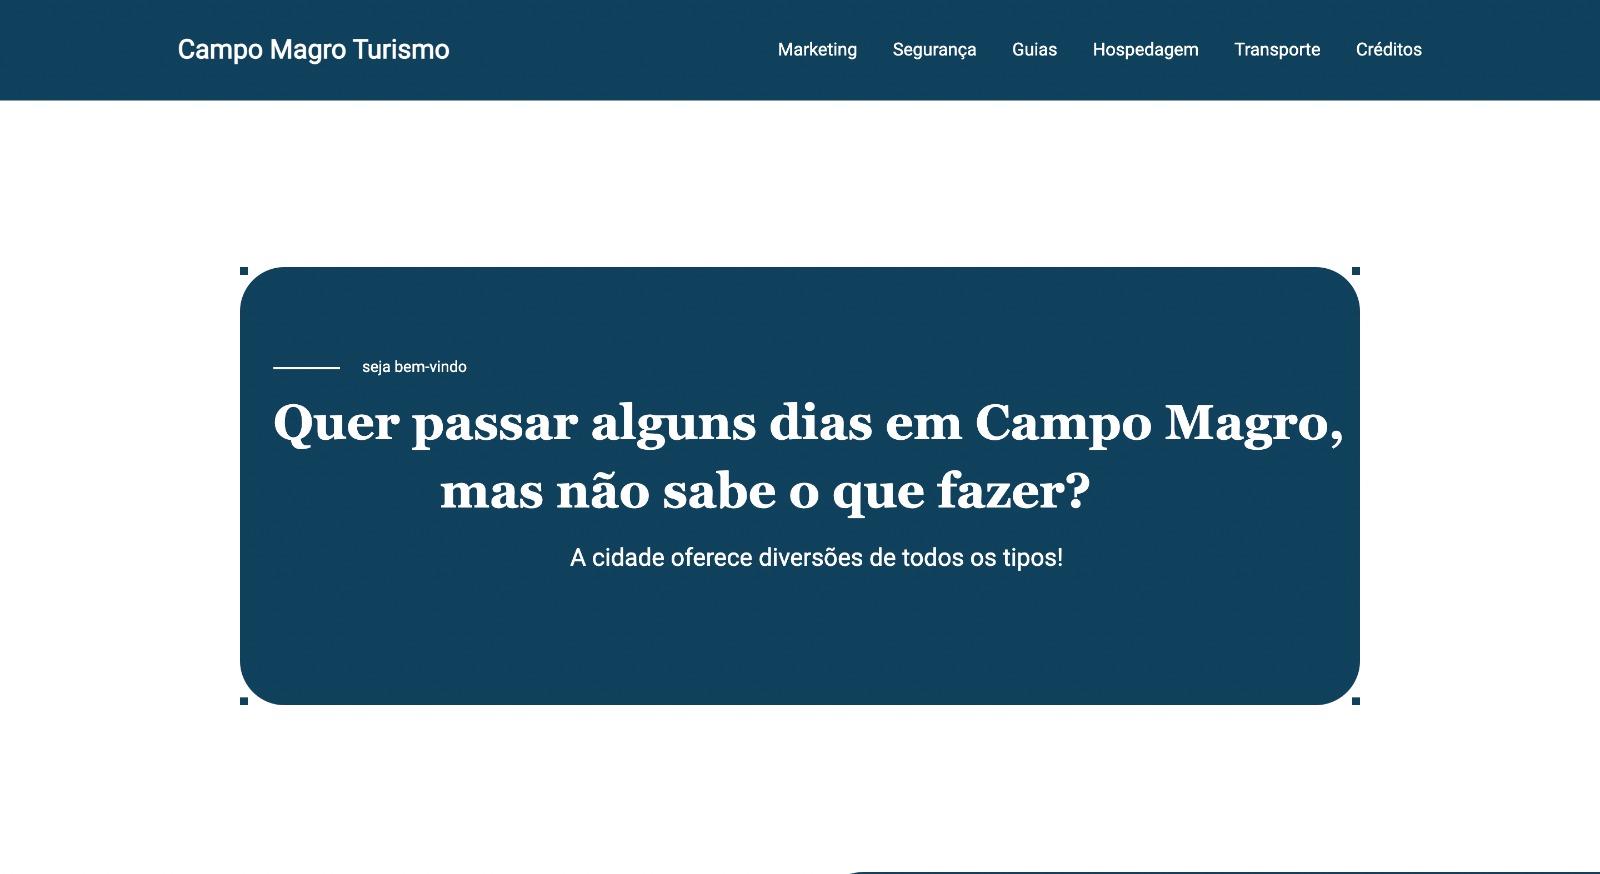 Campo Magro Turismo
Marketing Segurança Guias Hospedagem Transporte Créditos
seja bem-vindo
Quer passar alguns dias em Campo Magro,
mas não sabe o que fazer?
A cidade oferece diversões de todos os tipos!